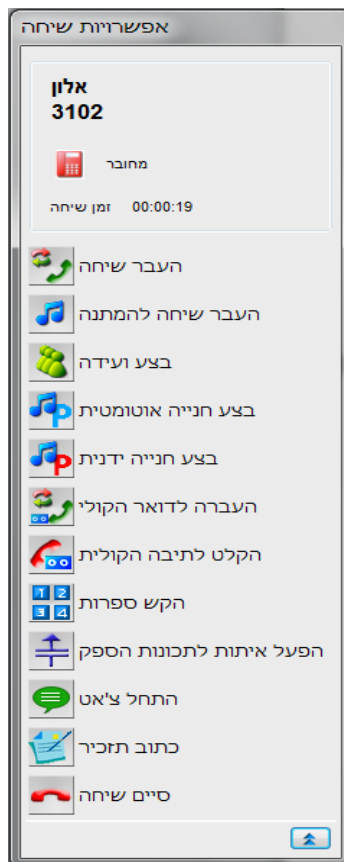 אפשרויות שיחה
אלון
3102
מחובר
זמן שיחה 00:00:19
העבר שיחה
העבר שיחה להמתנה
בצע ועידה
בצע חנייה אוטומטית
בצע חנייה ידנית
העברה לדואר הקולי
הקלט לתיבה הקולית
הקש ספרות
הפעל איתות לתכונות הספק
התחל צ'אט
כתוב תזכיר
סיים שיחה